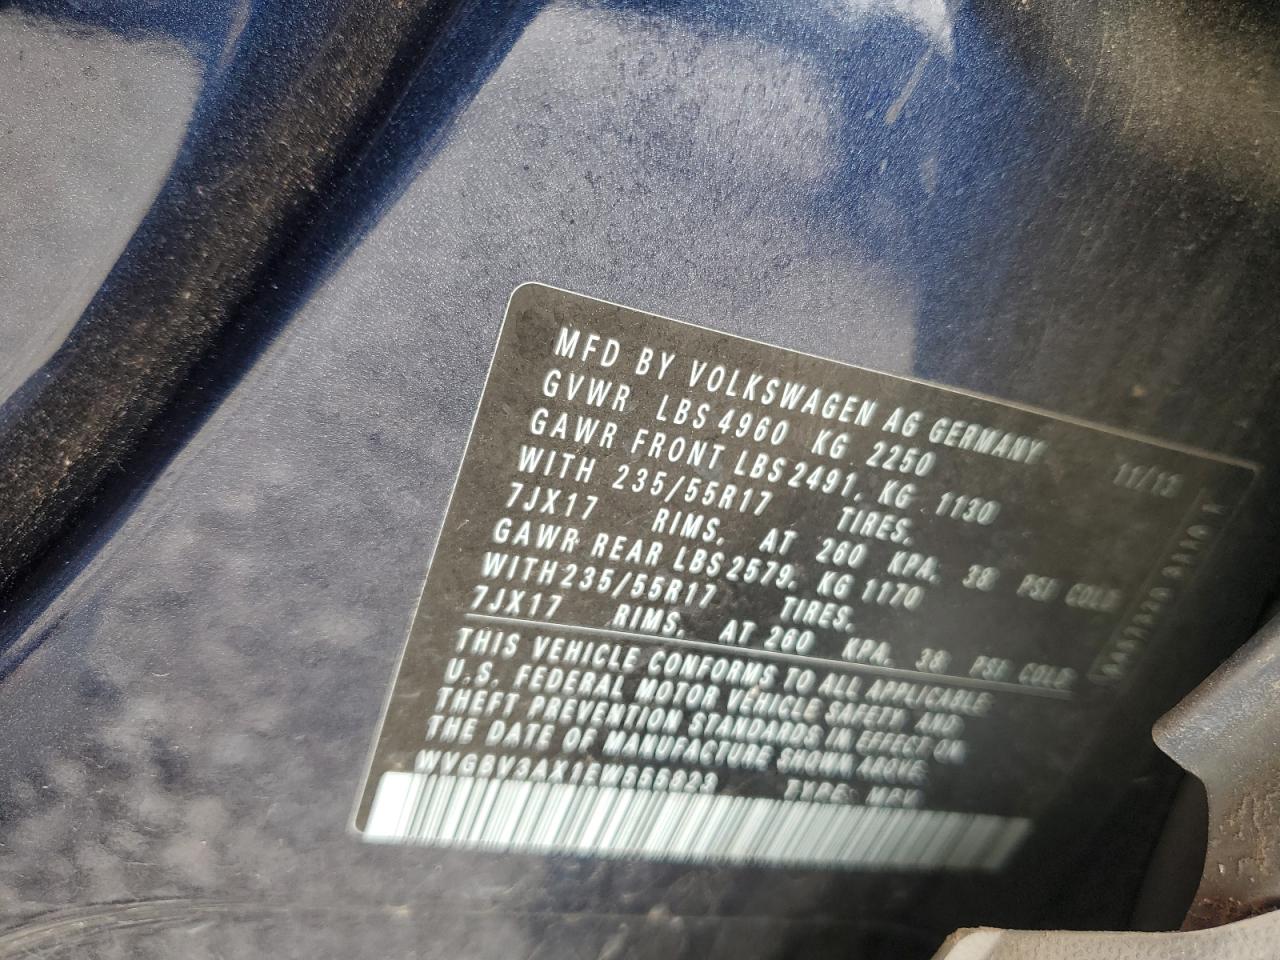 MFD BY VOLKSWAGEN AG GERMANY 11/13
GVWR LBS 4960 KG 2250
GAWR FRONT LBS 2491. KG 1130
WITH 235/55R17 TIRES.
7JX17 RIMS. AT 260 KPA. 38 PSI COLD
GAWR REAR LBS 2579. KG 1170
WITH 235/55R17 TIRES.
7JX17 RIMS. AT 260 KPA. 38 PSI COLD
THIS VEHICLE CONFORMS TO ALL APPLICABLE
U.S. FEDERAL MOTOR VEHICLE SAFETY AND
THEFT PREVENTION STANDARDS IN EFFECT ON
THE DATE OF MANUFACTURE SHOWN ABOVE
TYPE: MPV